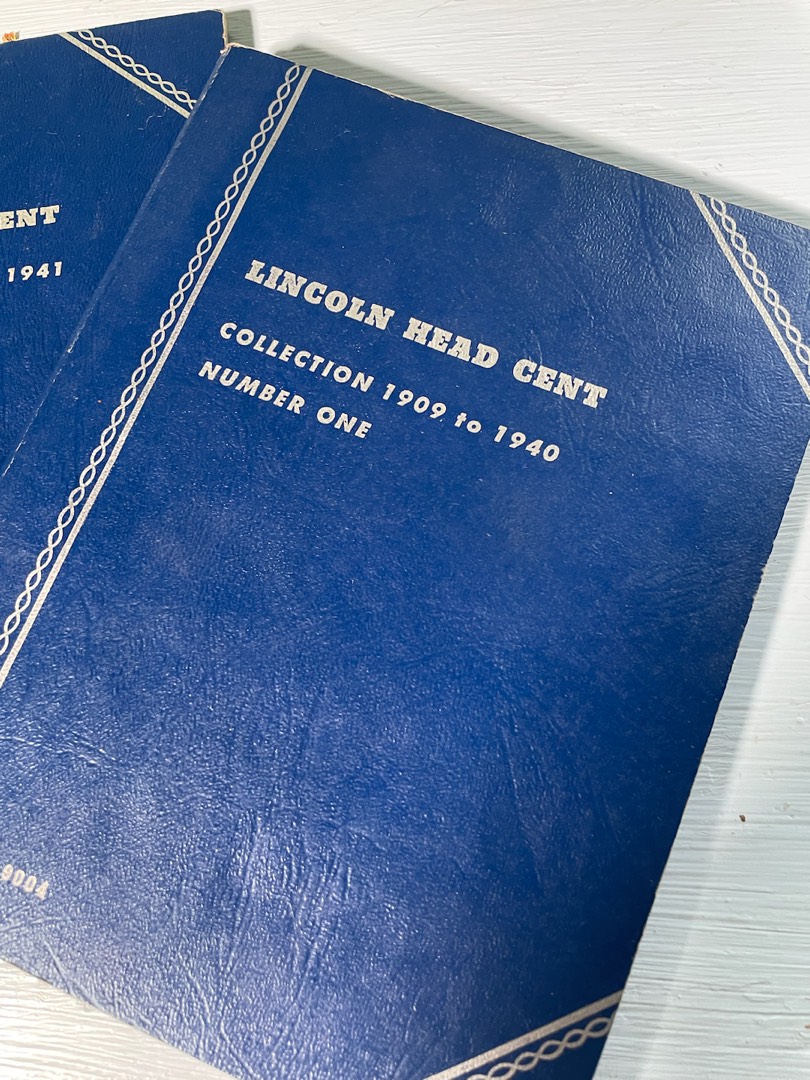 LINCOLN HEAD CENT
COLLECTION 1909 to 1940
NUMBER ONE
ENT
1941
9004